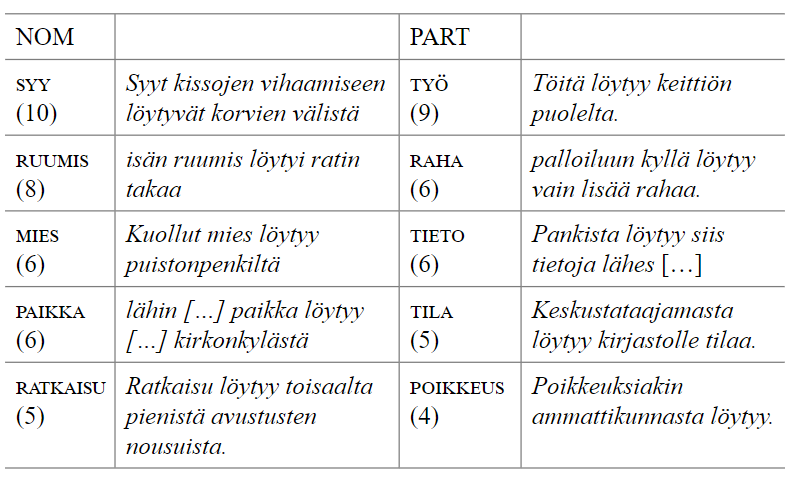 NOM PART
SYY Syyt kissojen vihaamiseen TYÖ Töitä löytyy keittiön
(10) löytyvät korvien välistä (9) puolelta.
RUUMIS isän ruumis löytyi ratin RAHA palloiluun kyllä löytyy
(8) takaa (6) vain lisää rahaa.
MIES Kuollut mies löytyy TIETO Pankista löytyy siis
(6) puistonpenkiltä (6) tietoja lähes […]
PAIKKA lähin […] paikka löytyy TILA Keskustataajamasta
(6) […] kirkonkylästä (5) löytyy kirjastolle tilaa.
RATKAISU Ratkaisu löytyy toisaalta POIKKEUS Poikkeuksiakin
(5) pienistä avustusten (4) ammattikunnasta löytyy.
nousuista.